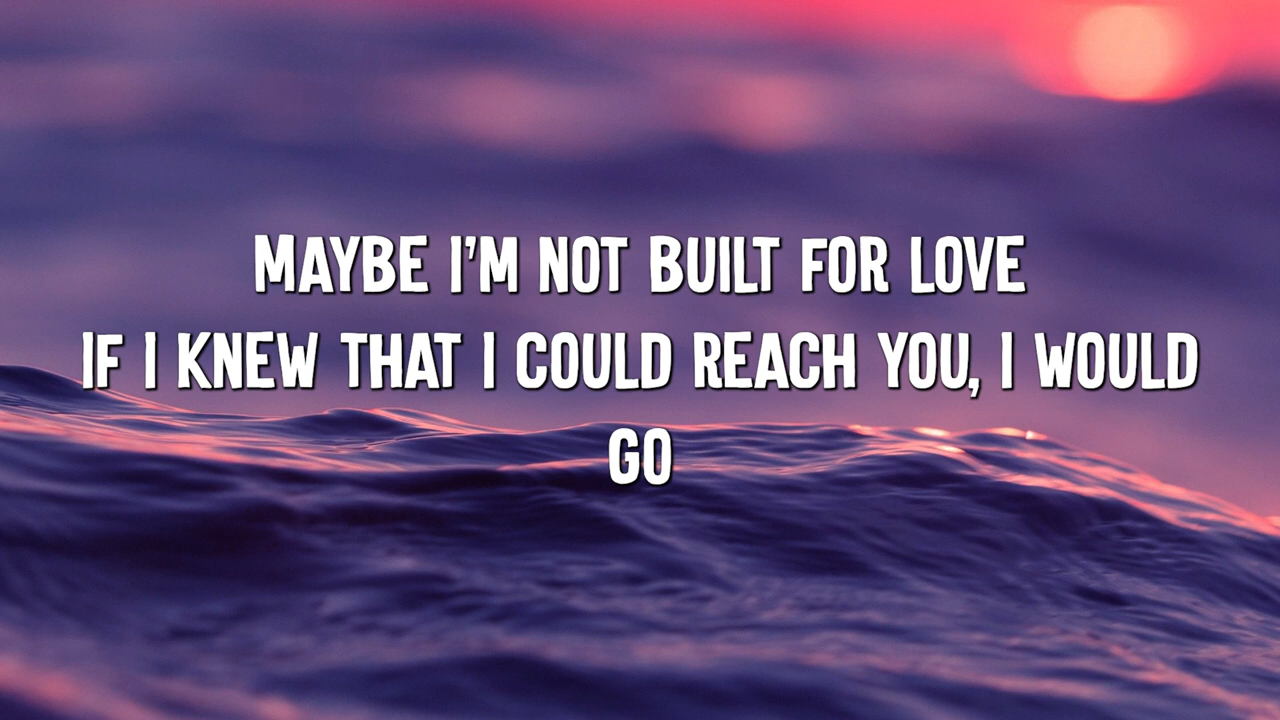 MAYBE I'M NOT BUILT FOR LOVE
IF I KNEW THAT I COULD REACH YOU, I WOULD
GO